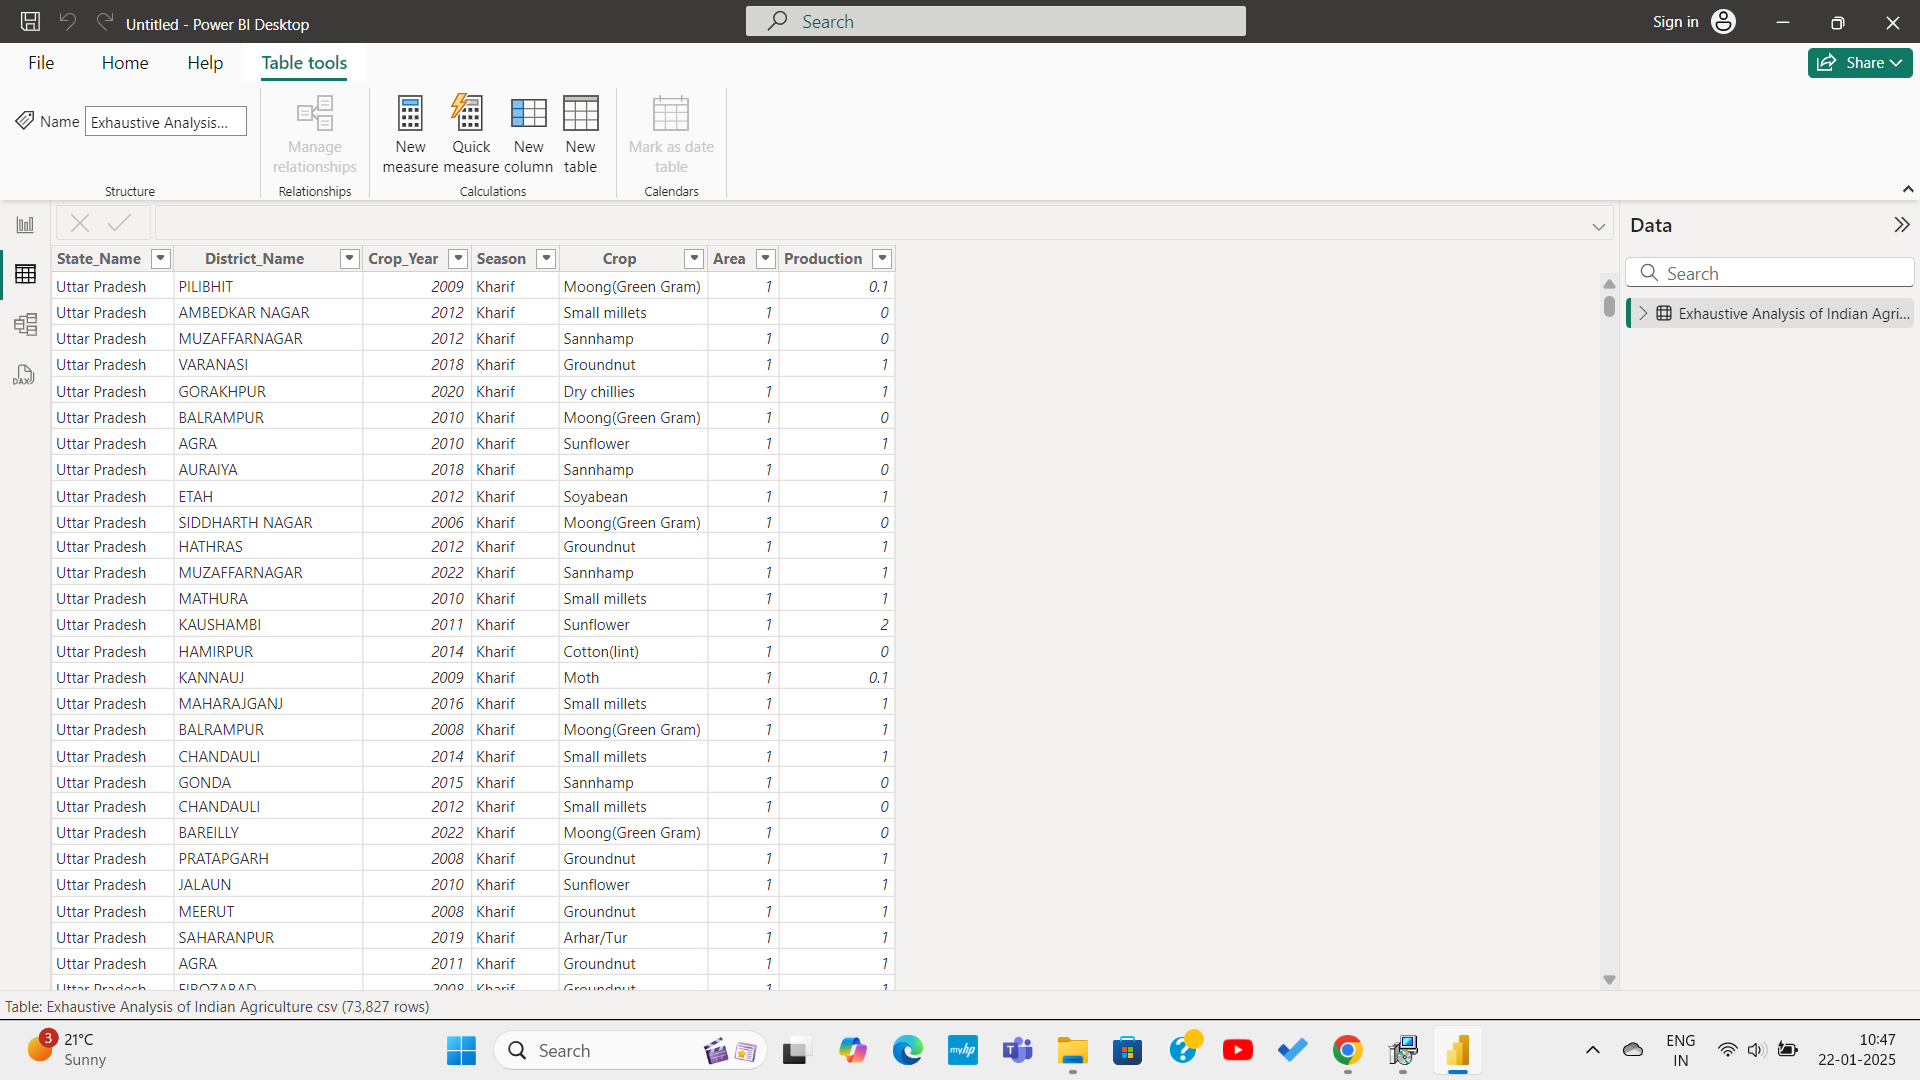 Untitled - Power BI Desktop
Search
Sign in
File Home Help Table tools
Share
Name Exhaustive Analysis...
Manage relationships
New measure
Quick measure
New column
New table
Mark as date table
Structure Relationships Calculations Calendars
Data
Search
Exhaustive Analysis of Indian Agri...
DAX
State_Name District_Name Crop_Year Season Crop Area Production
Uttar Pradesh PILIBHIT 2009 Kharif Moong(Green Gram) 1 0.1
Uttar Pradesh AMBEDKAR NAGAR 2012 Kharif Small millets 1 0
Uttar Pradesh MUZAFFARNAGAR 2012 Kharif Sannhamp 1 0
Uttar Pradesh VARANASI 2018 Kharif Groundnut 1 1
Uttar Pradesh GORAKHPUR 2020 Kharif Dry chillies 1 1
Uttar Pradesh BALRAMPUR 2010 Kharif Moong(Green Gram) 1 0
Uttar Pradesh AGRA 2010 Kharif Sunflower 1 1
Uttar Pradesh AURAIYA 2018 Kharif Sannhamp 1 0
Uttar Pradesh ETAH 2012 Kharif Soyabean 1 1
Uttar Pradesh SIDDHARTH NAGAR 2006 Kharif Moong(Green Gram) 1 0
Uttar Pradesh HATHRAS 2012 Kharif Groundnut 1 1
Uttar Pradesh MUZAFFARNAGAR 2022 Kharif Sannhamp 1 1
Uttar Pradesh MATHURA 2010 Kharif Small millets 1 1
Uttar Pradesh KAUSHAMBI 2011 Kharif Sunflower 1 2
Uttar Pradesh HAMIRPUR 2014 Kharif Cotton(lint) 1 0
Uttar Pradesh KANNAUJ 2009 Kharif Moth 1 0.1
Uttar Pradesh MAHARAJGANJ 2016 Kharif Small millets 1 1
Uttar Pradesh BALRAMPUR 2008 Kharif Moong(Green Gram) 1 1
Uttar Pradesh CHANDAULI 2014 Kharif Small millets 1 1
Uttar Pradesh GONDA 2015 Kharif Sannhamp 1 0
Uttar Pradesh CHANDAULI 2012 Kharif Small millets 1 0
Uttar Pradesh BAREILLY 2022 Kharif Moong(Green Gram) 1 0
Uttar Pradesh PRATAPGARH 2008 Kharif Groundnut 1 1
Uttar Pradesh JALAUN 2010 Kharif Sunflower 1 1
Uttar Pradesh MEERUT 2008 Kharif Groundnut 1 1
Uttar Pradesh SAHARANPUR 2019 Kharif Arhar/Tur 1 1
Uttar Pradesh AGRA 2011 Kharif Groundnut 1 1
Uttar Pradesh FIROZABAD 2008 Kharif Groundnut 1 1
Table: Exhaustive Analysis of Indian Agriculture csv (73,827 rows)
3
21°C
Sunny
Search
myhp
ENG
IN
10:47
22-01-2025